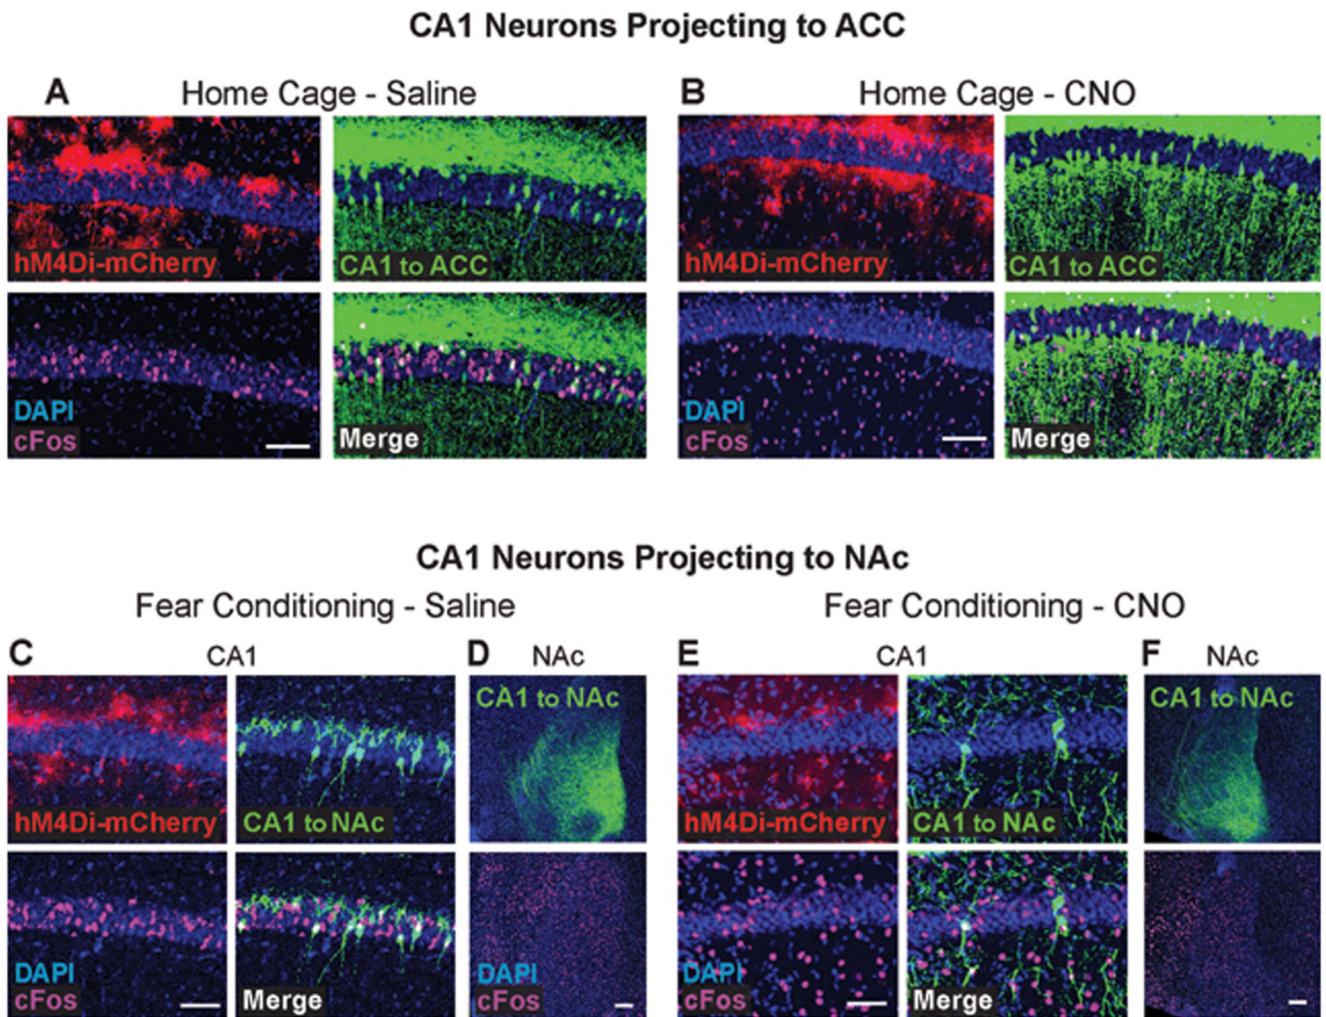 CA1 Neurons Projecting to ACC
A Home Cage - Saline
B Home Cage - CNO
hM4Di-mCherry
CA1 to ACC
hM4Di-mCherry
CA1 to ACC
DAPI
cFos
Merge
DAPI
cFos
Merge
CA1 Neurons Projecting to NAc
Fear Conditioning - Saline
Fear Conditioning - CNO
C CA1
D NAc
E CA1
F NAc
hM4Di-mCherry
CA1 to NAc
CA1 to NAc
hM4Di-mCherry
CA1 to NAc
CA1 to NAc
DAPI
cFos
Merge
DAPI
cFos
DAPI
cFos
Merge